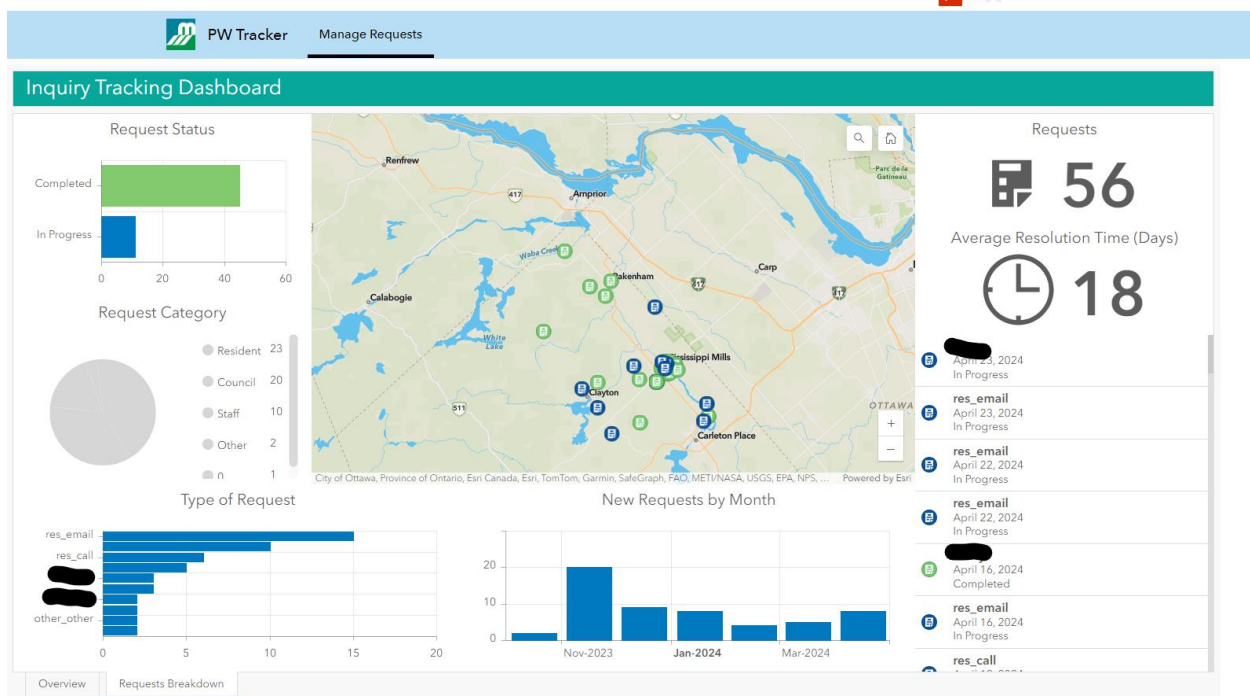 PW Tracker
Manage Requests
Inquiry Tracking Dashboard
Request Status
Completed
In Progress
0 20 40 60
Request Category
Resident 23
Council 20
Staff 10
Other 2
0 1
Renfrew
417
Arnprior
Parc de la
Gatineau
Waba Creek
Pakenham
Carp
417
417
Calabogie
White
Lake
Mississippi Mills
Clayton
511
OTTAWA
Carleton Place
+
−
City of Ottawa, Province of Ontario, Esri Canada, Esri, TomTom, Garmin, SafeGraph, FAO, METI/NASA, USGS, EPA, NPS, ...
Powered by Esri
Requests
56
Average Resolution Time (Days)
18
April 23, 2024
In Progress
res_email
April 23, 2024
In Progress
res_email
April 22, 2024
In Progress
res_email
April 22, 2024
In Progress
April 16, 2024
Completed
res_email
April 16, 2024
In Progress
res_call
Type of Request
res_email
res_call
other_other
0 5 10 15 20
New Requests by Month
20
10
0
Nov-2023 Jan-2024 Mar-2024
Overview
Requests Breakdown